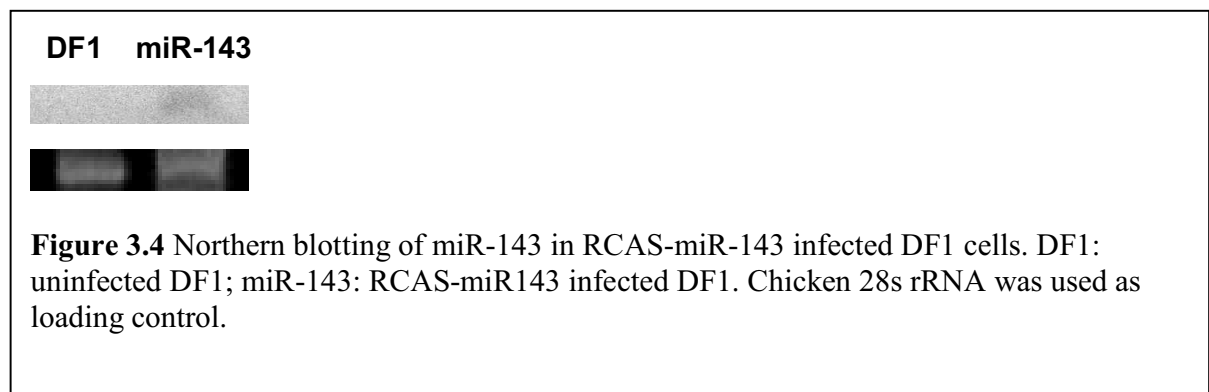 DF1 miR-143
Figure 3.4 Northern blotting of miR-143 in RCAS-miR-143 infected DF1 cells. DF1:
uninfected DF1; miR-143: RCAS-miR143 infected DF1. Chicken 28s rRNA was used as
loading control.